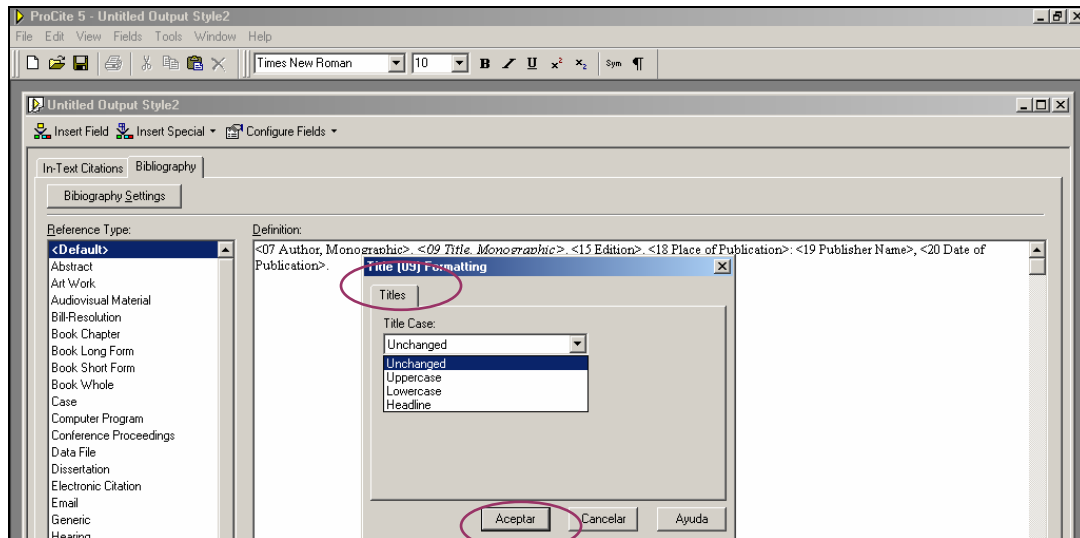 ProCite 5 - Untitled Output Style2
File Edit View Fields Tools Window Help
Times New Roman 10 B I U x² x₂ Sym ¶
Untitled Output Style2
Insert Field Insert Special Configure Fields
In-Text Citations Bibliography
Bibiography Settings
Reference Type:
<Default>
Abstract
Art Work
Audiovisual Material
Bill-Resolution
Book Chapter
Book Long Form
Book Short Form
Book Whole
Case
Computer Program
Conference Proceedings
Data File
Dissertation
Electronic Citation
Email
Generic
Hearing
Definition:
<07 Author, Monographic>. <09 Title, Monographic>. <15 Edition>. <18 Place of Publication>: <19 Publisher Name>, <20 Date of
Publication>.
Title (09) Formatting
Titles
Title Case:
Unchanged
Unchanged
Uppercase
Lowercase
Headline
Aceptar Cancelar Ayuda